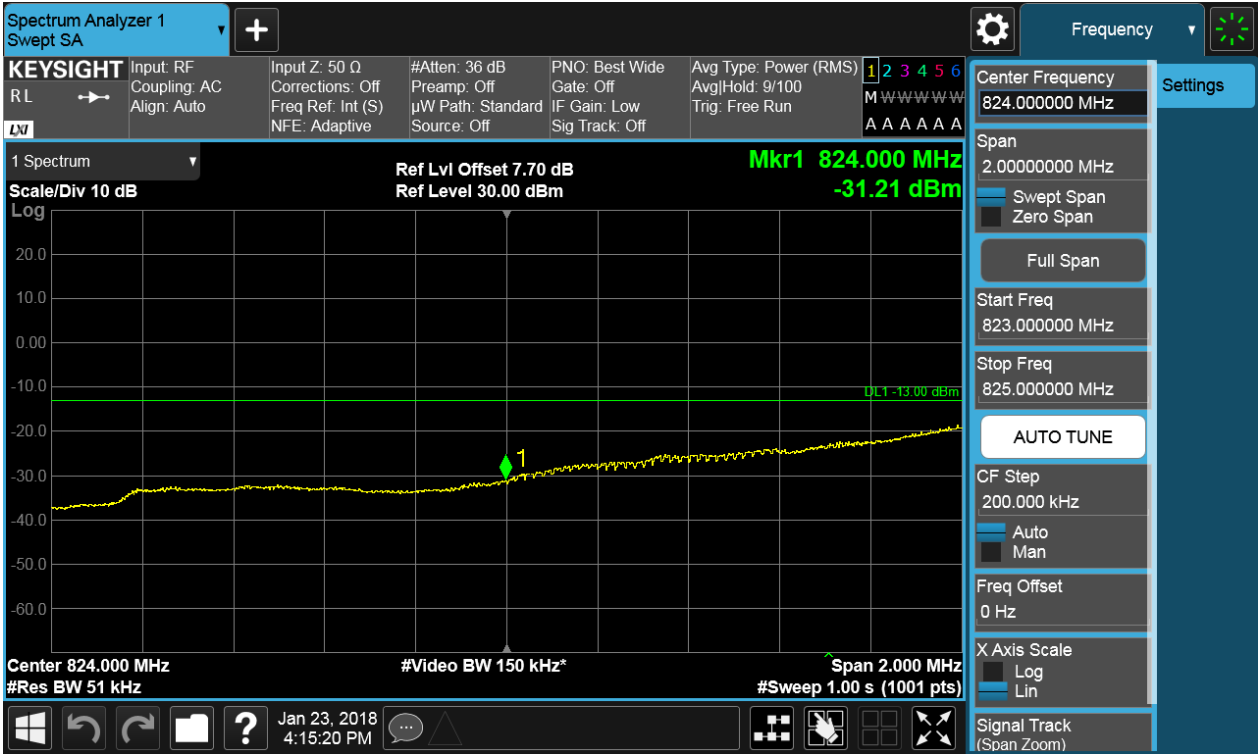 Spectrum Analyzer 1
Swept SA
+
Frequency
KEYSIGHT
R L
LXI
Input: RF
Coupling: AC
Align: Auto
Input Z: 50 Ω
Corrections: Off
Freq Ref: Int (S)
NFE: Adaptive
#Atten: 36 dB
Preamp: Off
µW Path: Standard
Source: Off
PNO: Best Wide
Gate: Off
IF Gain: Low
Sig Track: Off
Avg Type: Power (RMS)
Avg|Hold: 9/100
Trig: Free Run
1 2 3 4 5 6
M W W W W W
A A A A A A
1 Spectrum
Scale/Div 10 dB
Log
Ref Lvl Offset 7.70 dB
Ref Level 30.00 dBm
Mkr1 824.000 MHz
-31.21 dBm
20.0
10.0
0.00
-10.0
-20.0
-30.0
-40.0
-50.0
-60.0
DL1 -13.00 dBm
1
Center 824.000 MHz
#Res BW 51 kHz
#Video BW 150 kHz*
Span 2.000 MHz
#Sweep 1.00 s (1001 pts)
Center Frequency
824.000000 MHz
Span
2.00000000 MHz
Swept Span
Zero Span
Full Span
Start Freq
823.000000 MHz
Stop Freq
825.000000 MHz
AUTO TUNE
CF Step
200.000 kHz
Auto
Man
Freq Offset
0 Hz
X Axis Scale
Log
Lin
Signal Track
(Span Zoom)
Settings
?
Jan 23, 2018
4:15:20 PM